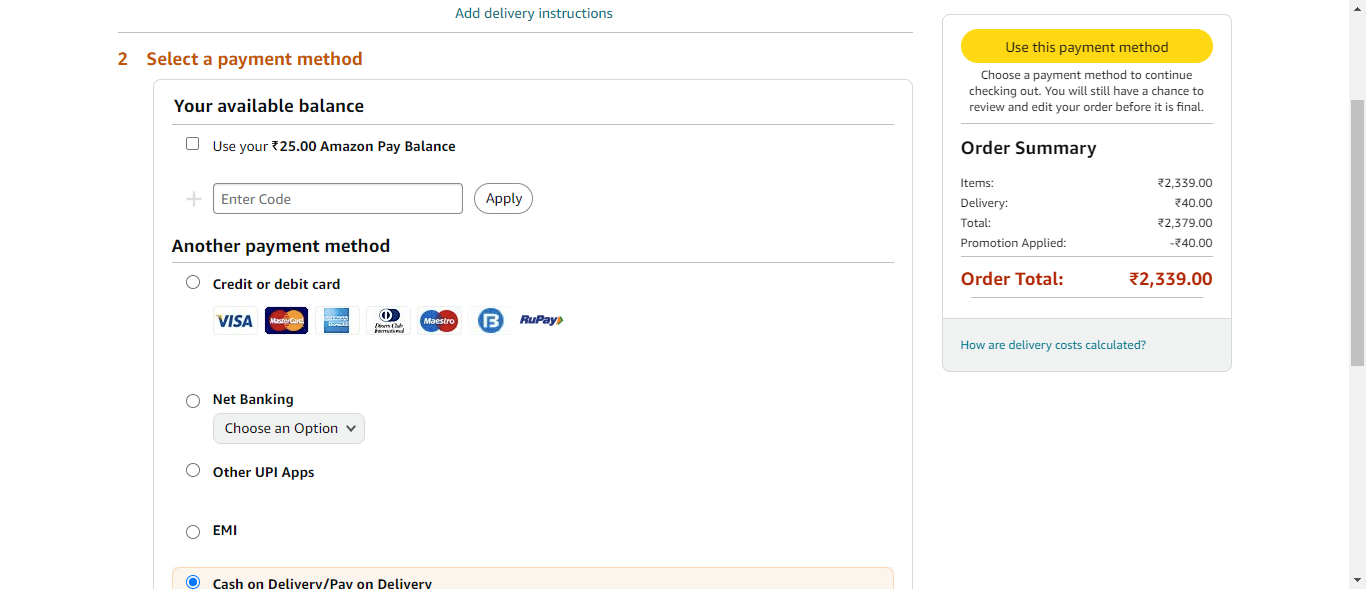 Add delivery instructions
2 Select a payment method
Your available balance
Use your ₹25.00 Amazon Pay Balance
Enter Code
Apply
Another payment method
Credit or debit card
VISA MasterCard AMERICAN EXPRESS Diners Club International Maestro B RuPay
Net Banking
Choose an Option
Other UPI Apps
EMI
Cash on Delivery/Pay on Delivery
Use this payment method
Choose a payment method to continue
checking out. You will still have a chance to
review and edit your order before it is final.
Order Summary
Items: ₹2,339.00
Delivery: ₹40.00
Total: ₹2,379.00
Promotion Applied: -₹40.00
Order Total: ₹2,339.00
How are delivery costs calculated?